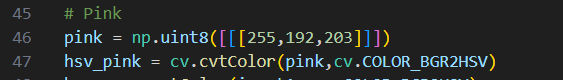 45 # Pink
46 pink = np.uint8([[[255,192,203]]])
47 hsv_pink = cv.cvtColor(pink,cv.COLOR_BGR2HSV)